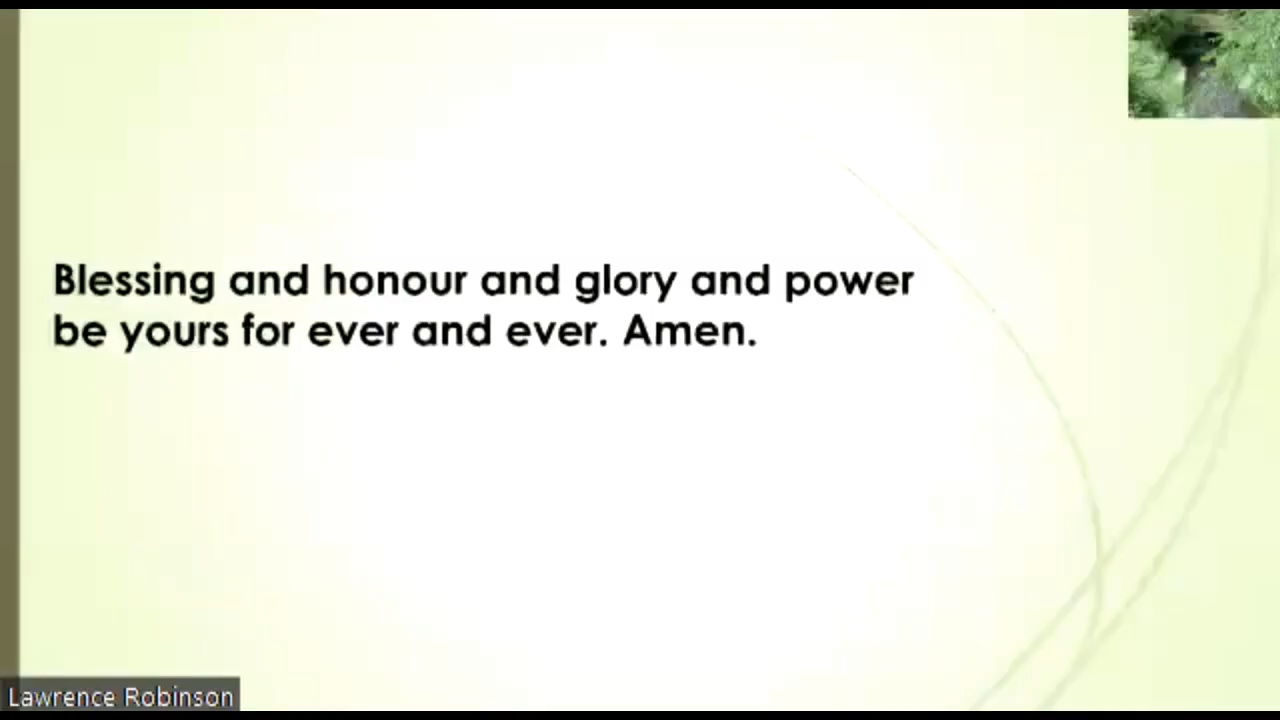 Blessing and honour and glory and power
be yours for ever and ever. Amen.
Lawrence Robinson